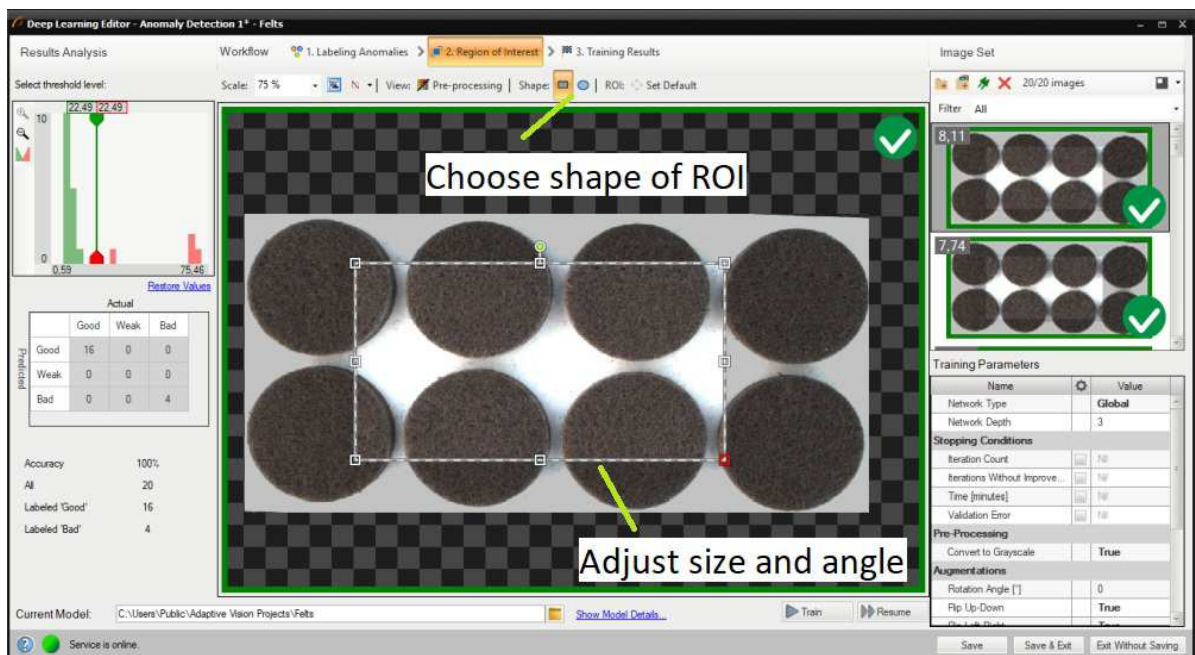 Deep Learning Editor - Anomaly Detection 1* - Felts
Results Analysis
Workflow 1. Labeling Anomalies 2. Region of Interest 3. Training Results
Image Set
Select threshold level:
Scale: 75 % View: Pre-processing Shape: ROI: Set Default
20/20 images
Filter All
22.49 22.49
10
0
0,59 75,46
Restore Values
Actual
Good Weak Bad
Predicted
Good 16 0 0
Weak 0 0 0
Bad 0 0 4
Accuracy 100%
All 20
Labeled 'Good' 16
Labeled 'Bad' 4
Choose shape of ROI
Adjust size and angle
8,11
7,74
Training Parameters
Name Value
Network Type Global
Network Depth 3
Stopping Conditions
Iteration Count Nil
Iterations Without Improve... Nil
Time [minutes] Nil
Validation Error Nil
Pre-Processing
Convert to Grayscale True
Augmentations
Rotation Angle [°] 0
Flip Up-Down True
Flip Left-Right True
Current Model: C:\Users\Public\Adaptive Vision Projects\Felts Show Model Details... Train Resume
Service is online.
Save Save & Exit Exit Without Saving